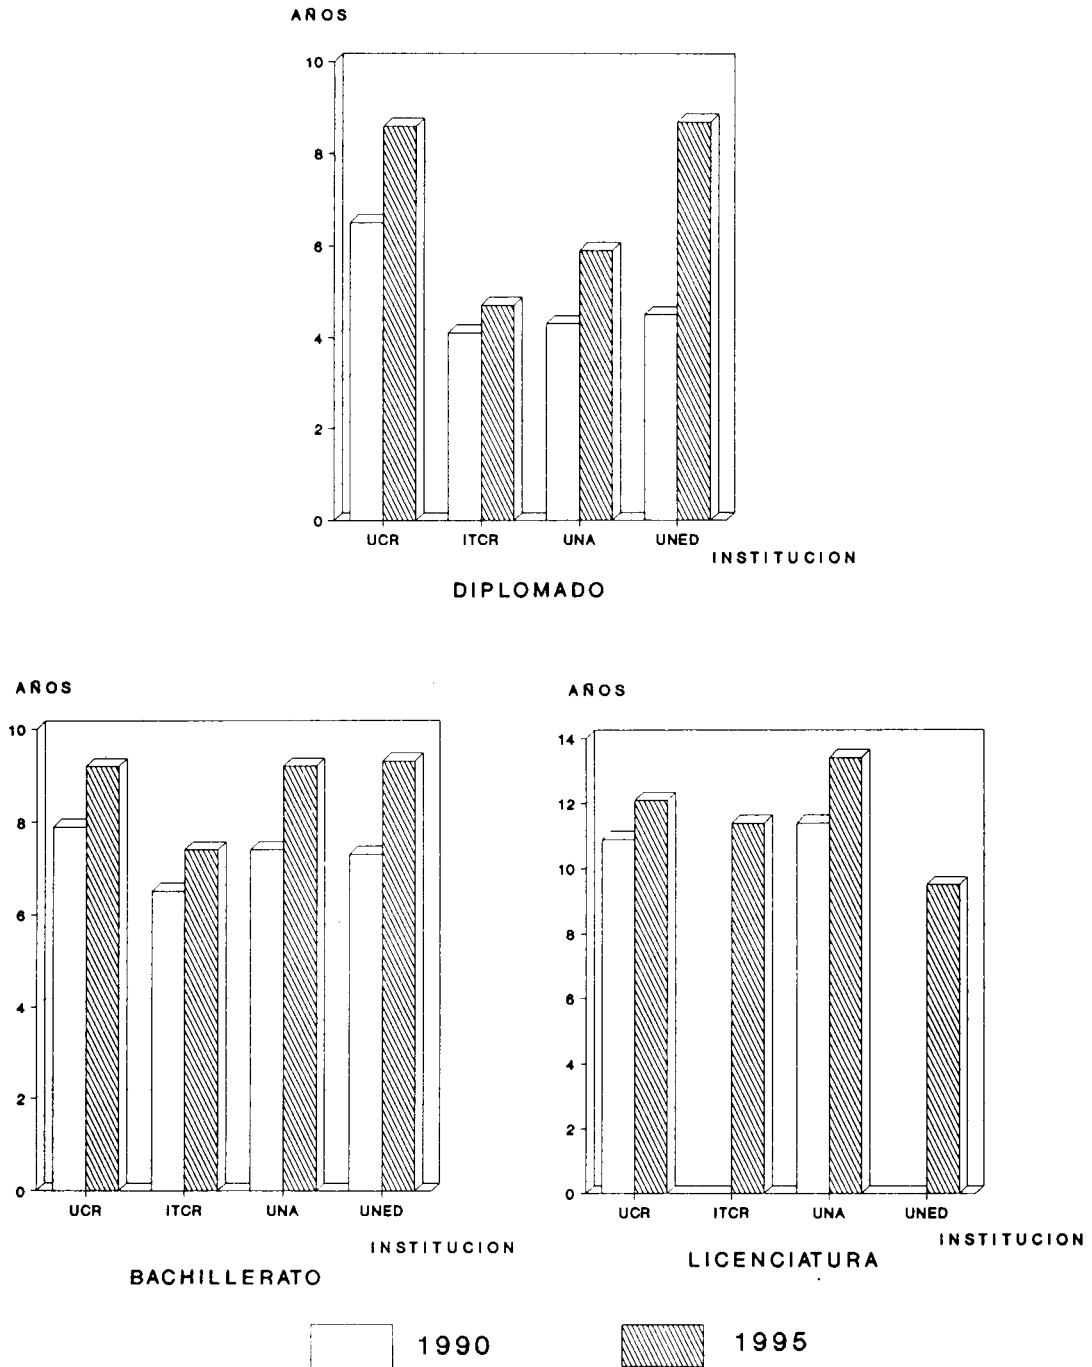 AÑOS
10
8
6
4
2
0
UCR ITCR UNA UNED
INSTITUCION
DIPLOMADO
AÑOS
10
8
6
4
2
0
UCR ITCR UNA UNED
INSTITUCION
BACHILLERATO
AÑOS
14
12
10
8
6
4
2
0
UCR ITCR UNA UNED
INSTITUCION
LICENCIATURA
1990 1995